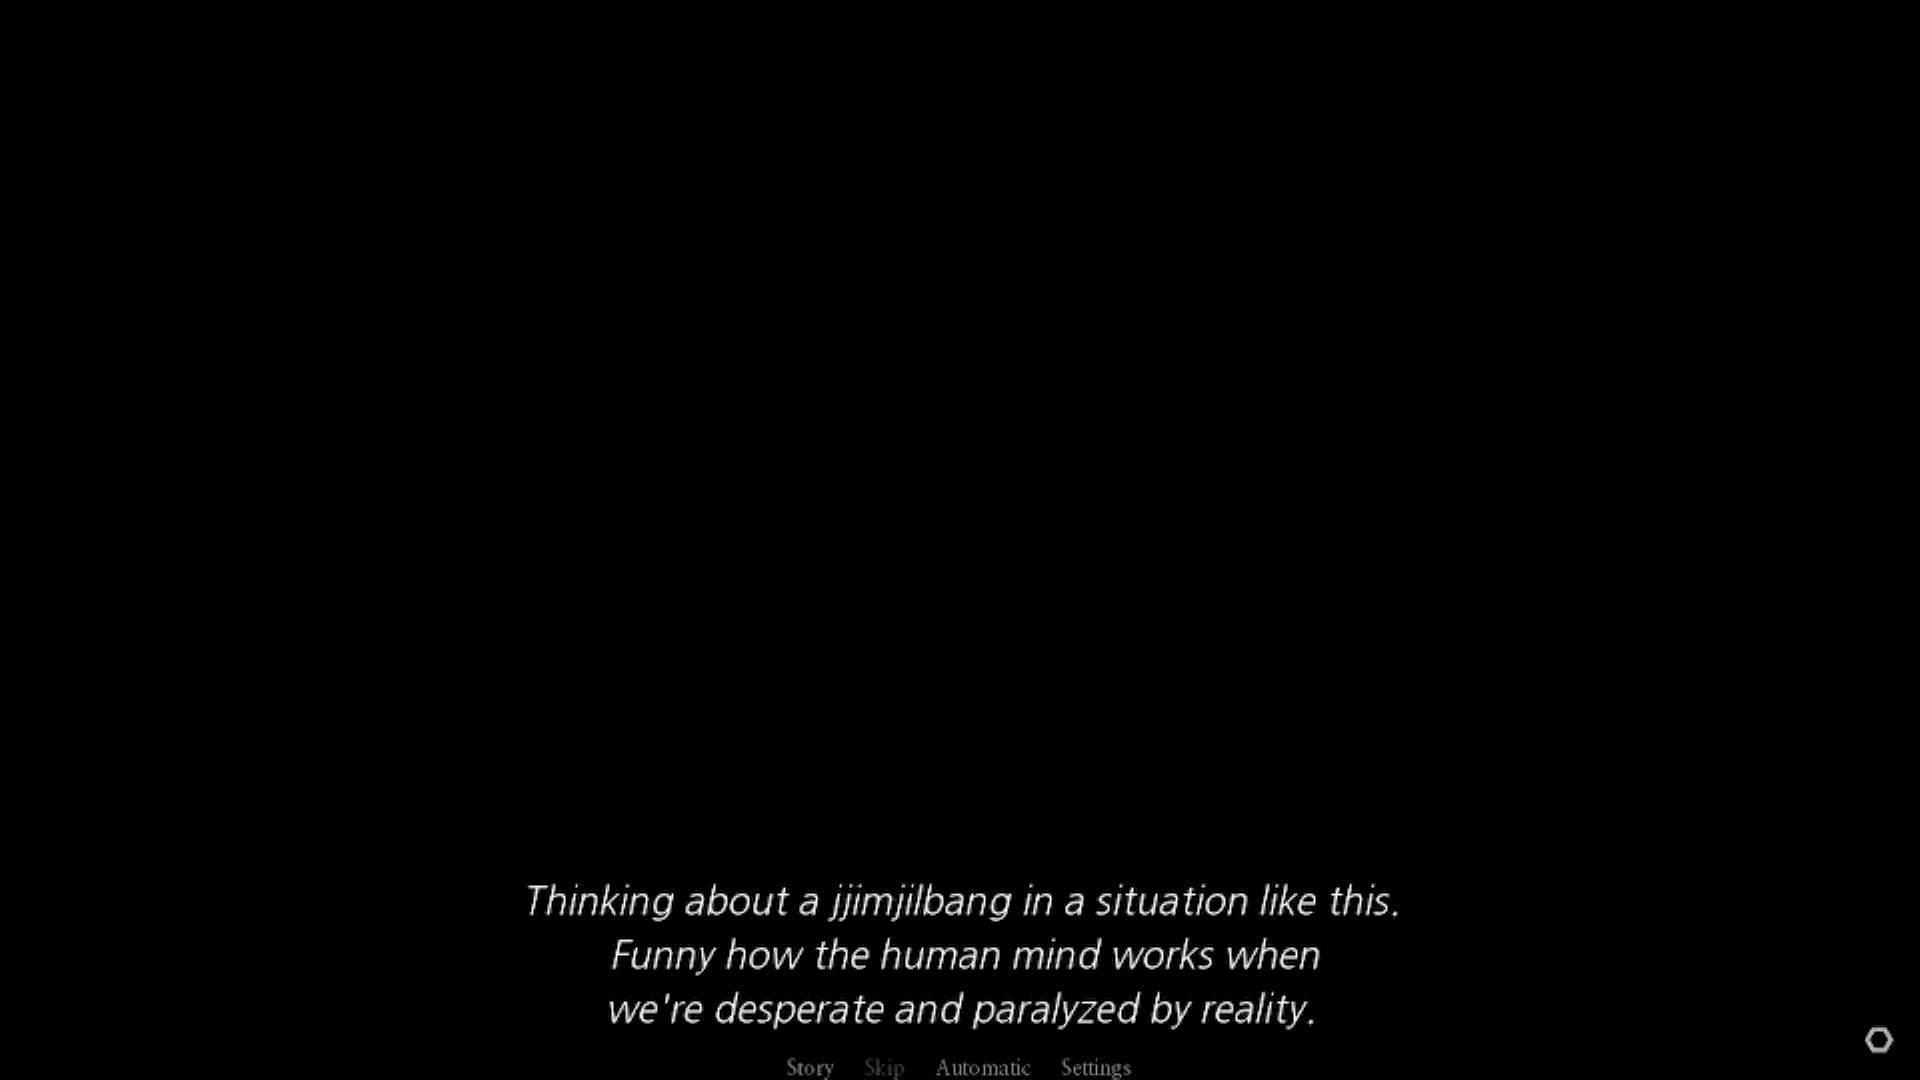 Thinking about a jjimjilbang in a situation like this.
Funny how the human mind works when
we're desperate and paralyzed by reality.
Story Skip Automatic Settings